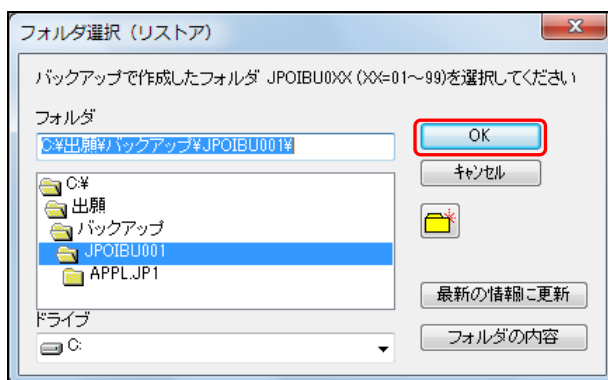 フォルダ選択（リストア）
バックアップで作成したフォルダ JPOIBU0XX (XX=01～99)を選択してください
フォルダ
C:¥出願¥バックアップ¥JPOIBU001¥
OK
キャンセル
C:¥
出願
バックアップ
JPOIBU001
APPL.JP1
最新の情報に更新
ドライブ
C:
フォルダの内容